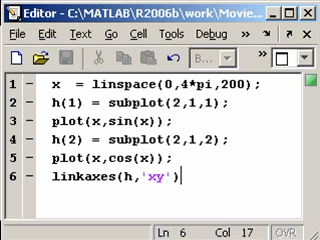 Editor - C:\MATLAB\R2006b\work\Movie...
File Edit Text Go Cell Tools Debug
B...
1 - x = linspace(0,4*pi,200);
2 - h(1) = subplot(2,1,1);
3 - plot(x,sin(x));
4 - h(2) = subplot(2,1,2);
5 - plot(x,cos(x));
6 - linkaxes(h,'xy')
Ln 6 Col 17 OVR